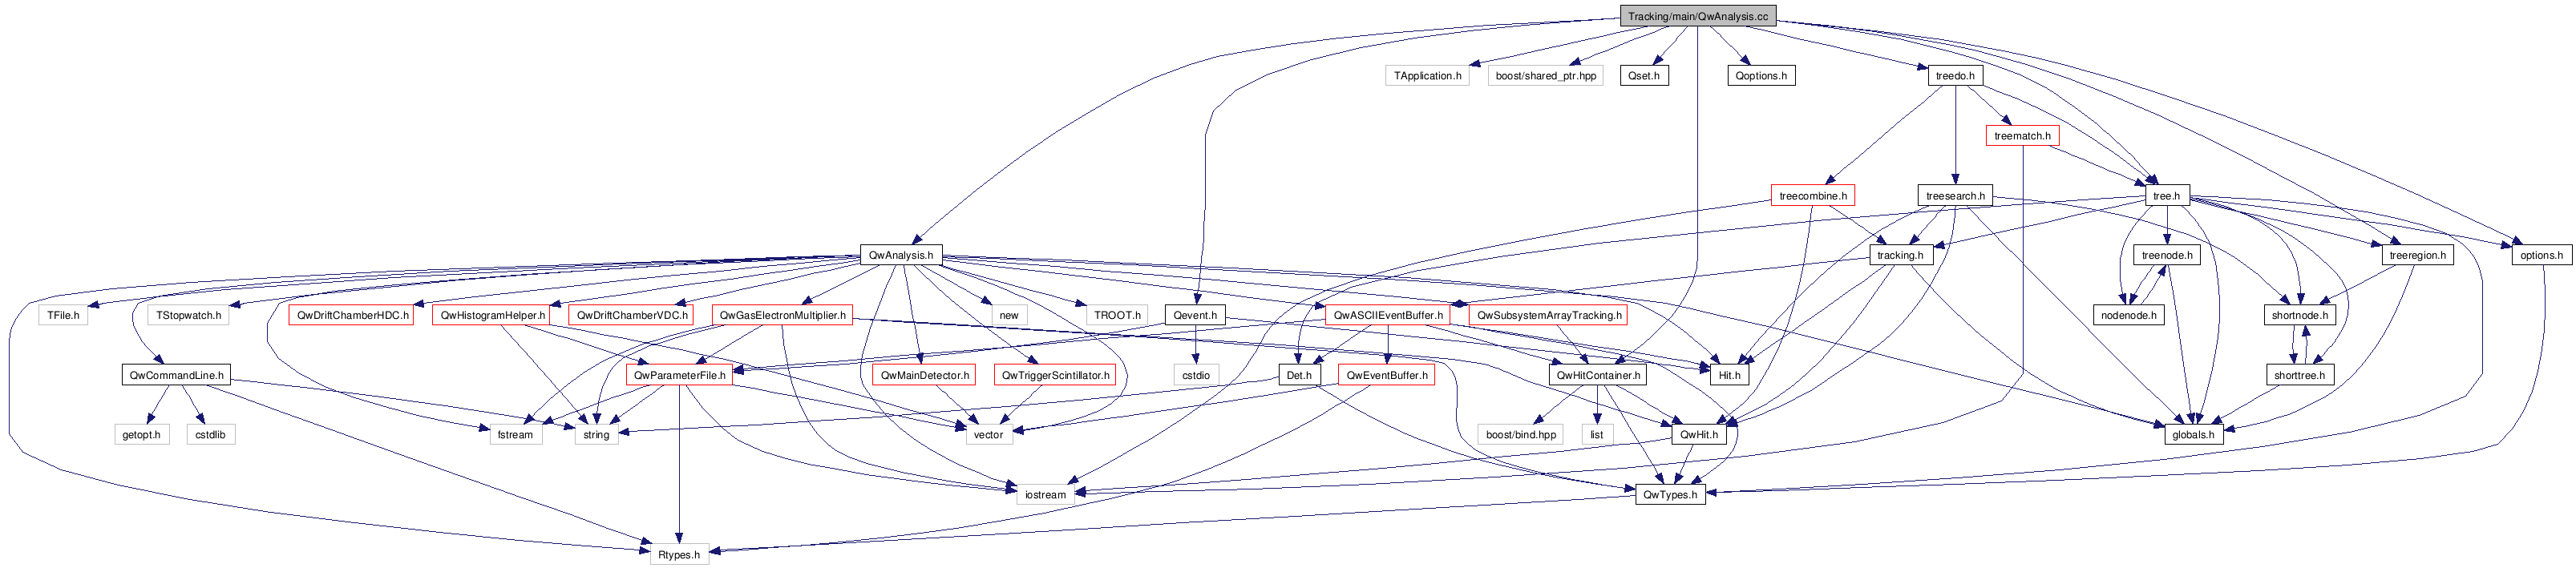 Tracking/main/QwAnalysis.cc
TApplication.h
boost/shared_ptr.hpp
Qset.h
Qoptions.h
treedo.h
treematch.h
treecombine.h
treesearch.h
tree.h
QwAnalysis.h
tracking.h
treenode.h
treeregion.h
options.h
TFile.h
TStopwatch.h
QwDriftChamberHDC.h
QwHistogramHelper.h
QwDriftChamberVDC.h
QwGasElectronMultiplier.h
new
TROOT.h
Qevent.h
QwASCIIEventBuffer.h
QwSubsystemArrayTracking.h
nodenode.h
shortnode.h
QwCommandLine.h
QwParameterFile.h
QwMainDetector.h
QwTriggerScintillator.h
cstdio
Det.h
QwEventBuffer.h
QwHitContainer.h
Hit.h
shorttree.h
getopt.h
cstdlib
fstream
string
vector
boost/bind.hpp
list
QwHit.h
globals.h
iostream
QwTypes.h
Rtypes.h